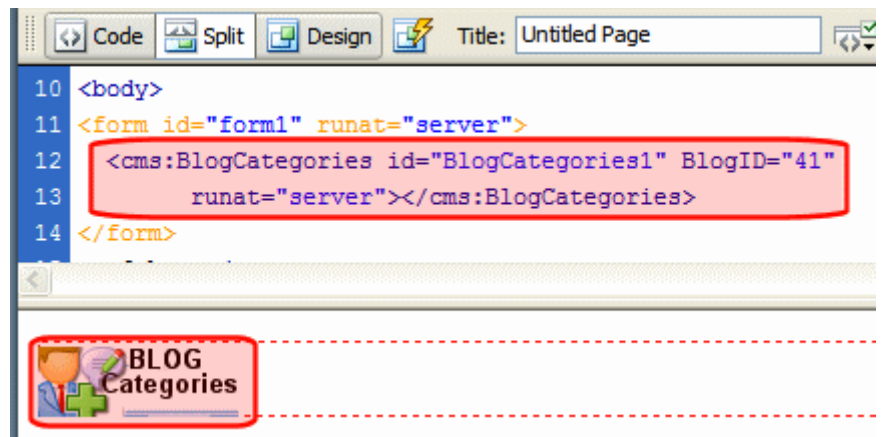 Code Split Design Title: Untitled Page
10 <body>
11 <form id="form1" runat="server">
12 <cms:BlogCategories id="BlogCategories1" BlogID="41"
13 runat="server"></cms:BlogCategories>
14 </form>
BLOG
Categories